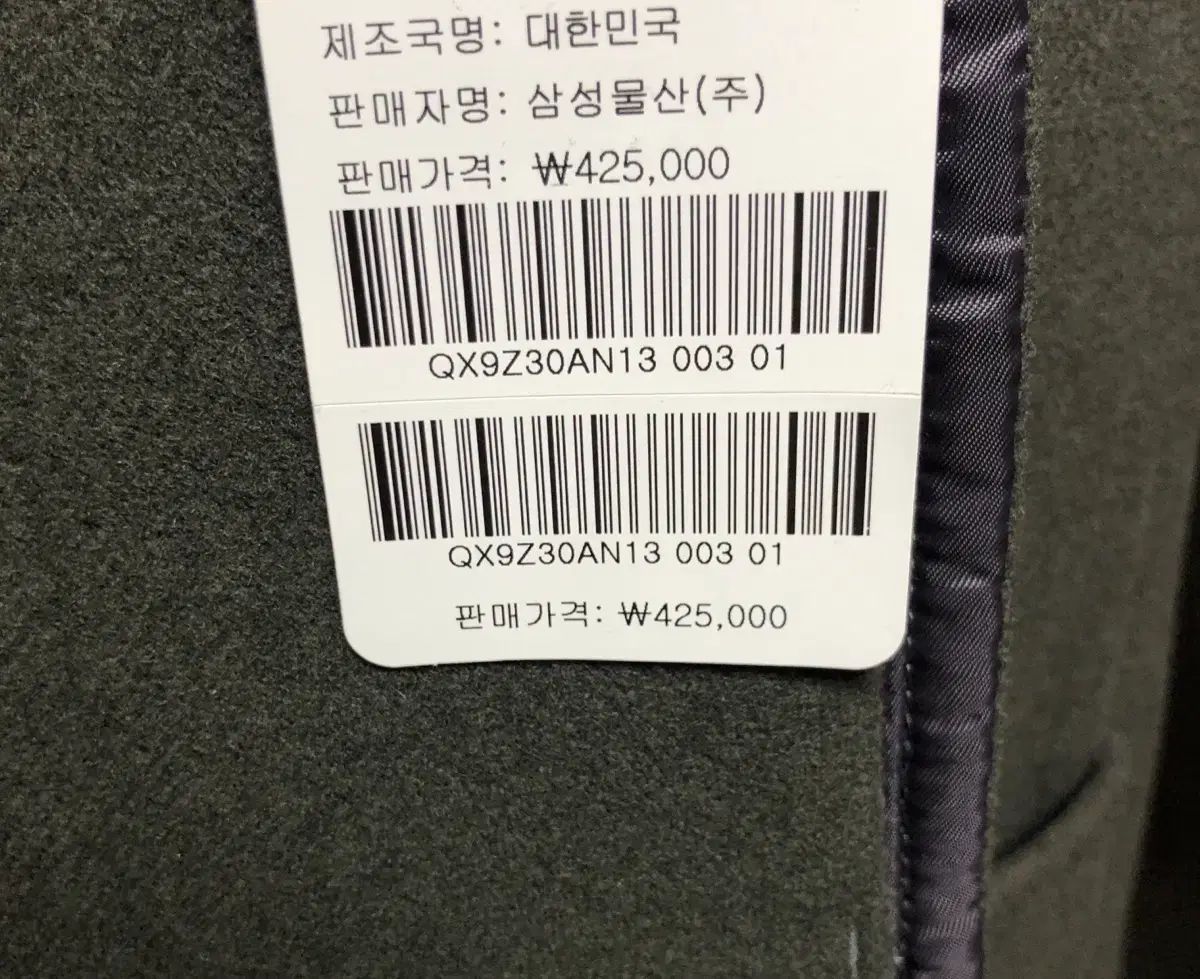 제조국명: 대한민국
판매자명: 삼성물산(주)
판매가격: ₩425,000
QX9Z30AN13 003 01
QX9Z30AN13 003 01
판매가격: ₩425,000